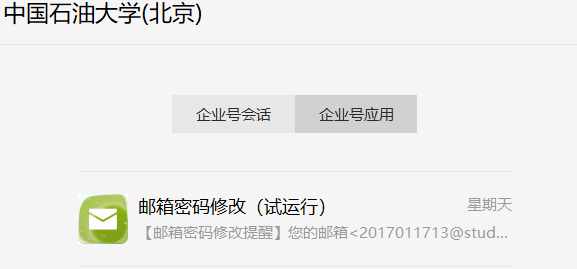 中国石油大学(北京)
企业号会话 企业号应用
邮箱密码修改（试运行） 星期天
【邮箱密码修改提醒】您的邮箱<2017011713@stud...